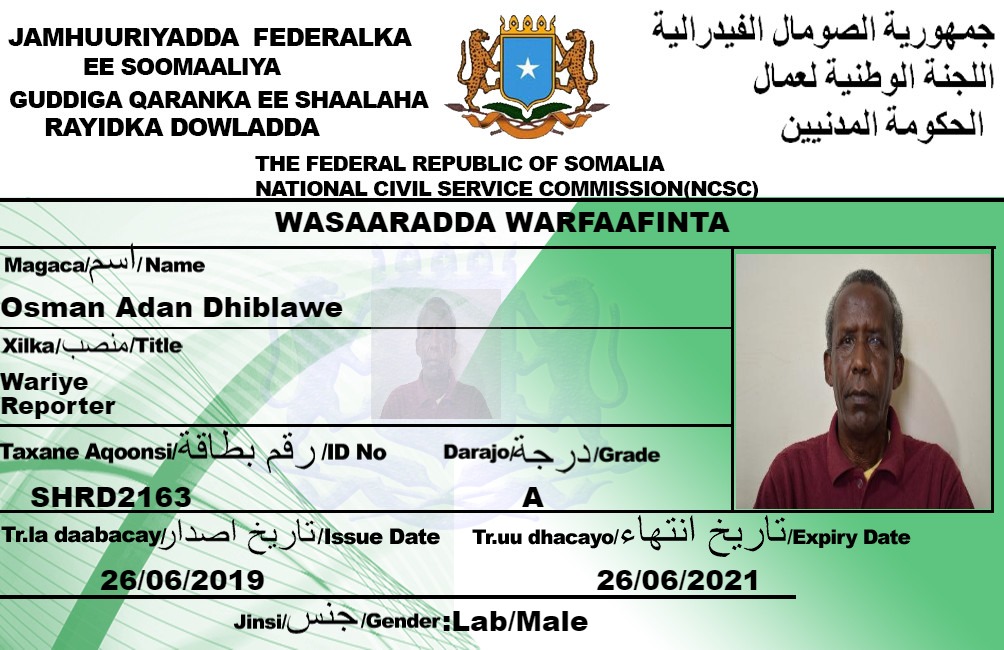 JAMHUURIYADDA FEDERALKA
EE SOOMAALIYA
GUDDIGA QARANKA EE SHAALAHA
RAYIDKA DOWLADDA
جمهورية الصومال الفيدرالية
اللجنة الوطنية لعمال
الحكومة المدنيين
THE FEDERAL REPUBLIC OF SOMALIA
NATIONAL CIVIL SERVICE COMMISSION(NCSC)
WASAARADDA WARFAAFINTA
Magaca/اسم/Name
Osman Adan Dhiblawe
Xilka/منصب/Title
Wariye
Reporter
Taxane Aqoonsi/رقم بطاقة/ID No Darajo/درجة/Grade
SHRD2163 A
Tr.la daabacay/تاريخ اصدار/Issue Date Tr.uu dhacayo/تاريخ انتهاء/Expiry Date
26/06/2019 26/06/2021
Jinsi/جنس/Gender:Lab/Male